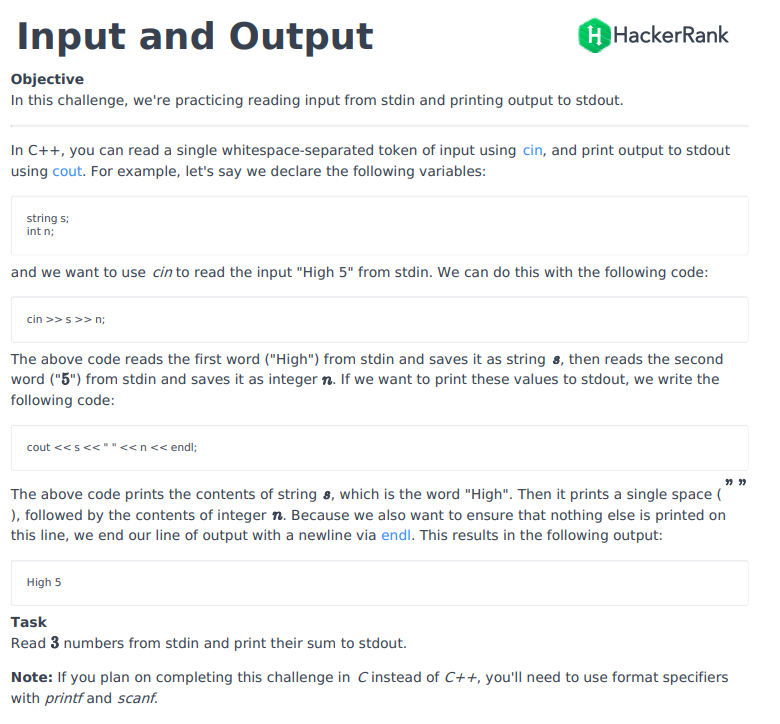 Input and Output
HackerRank
Objective
In this challenge, we're practicing reading input from stdin and printing output to stdout.
In C++, you can read a single whitespace-separated token of input using cin, and print output to stdout
using cout. For example, let's say we declare the following variables:
string s;
int n;
and we want to use cin to read the input "High 5" from stdin. We can do this with the following code:
cin >> s >> n;
The above code reads the first word ("High") from stdin and saves it as string s, then reads the second
word ("5") from stdin and saves it as integer n. If we want to print these values to stdout, we write the
following code:
cout << s << " " << n << endl;
The above code prints the contents of string s, which is the word "High". Then it prints a single space ( ” ”
), followed by the contents of integer n. Because we also want to ensure that nothing else is printed on
this line, we end our line of output with a newline via endl. This results in the following output:
High 5
Task
Read 3 numbers from stdin and print their sum to stdout.
Note: If you plan on completing this challenge in C instead of C++, you'll need to use format specifiers
with printf and scanf.